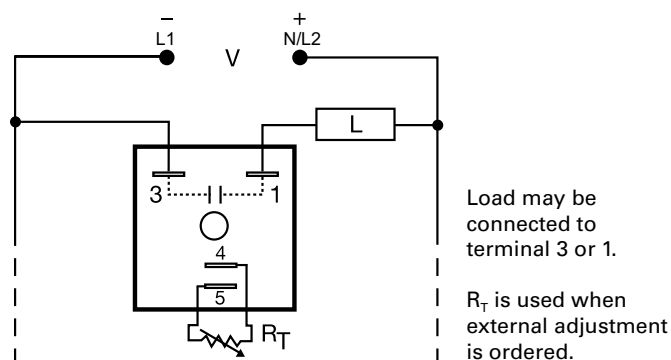 – +
L1 V N/L2
L
3 1
4
5
RT
Load may be
connected to
terminal 3 or 1.
RT is used when
external adjustment
is ordered.